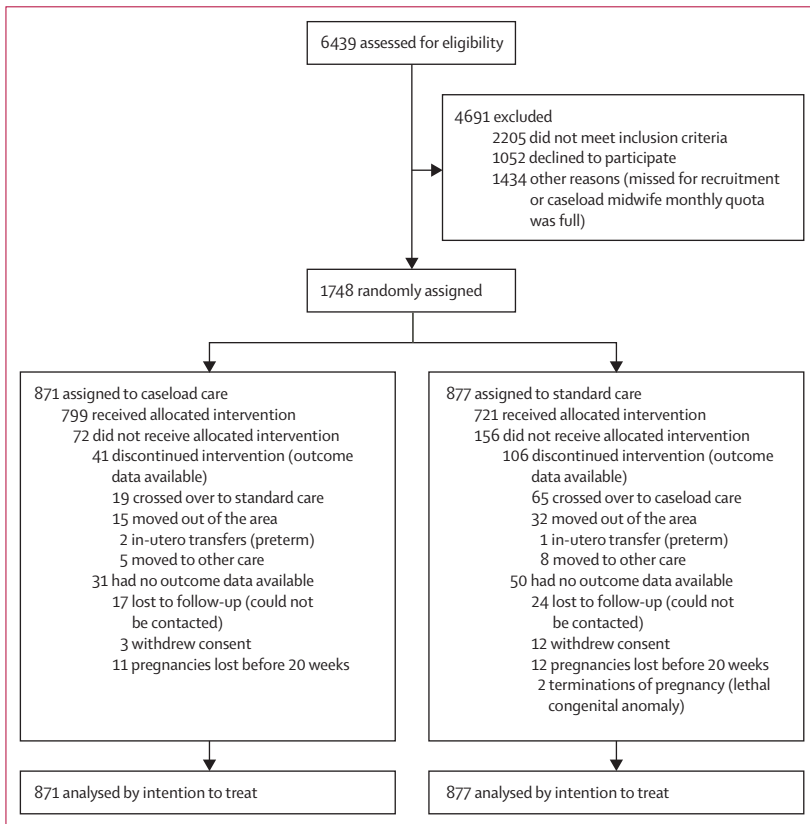 6439 assessed for eligibility
4691 excluded
2205 did not meet inclusion criteria
1052 declined to participate
1434 other reasons (missed for recruitment
or caseload midwife monthly quota
was full)
1748 randomly assigned
871 assigned to caseload care
799 received allocated intervention
72 did not receive allocated intervention
41 discontinued intervention (outcome
data available)
19 crossed over to standard care
15 moved out of the area
2 in-utero transfers (preterm)
5 moved to other care
31 had no outcome data available
17 lost to follow-up (could not
be contacted)
3 withdrew consent
11 pregnancies lost before 20 weeks
877 assigned to standard care
721 received allocated intervention
156 did not receive allocated intervention
106 discontinued intervention (outcome
data available)
65 crossed over to caseload care
32 moved out of the area
1 in-utero transfer (preterm)
8 moved to other care
50 had no outcome data available
24 lost to follow-up (could not
be contacted)
12 withdrew consent
12 pregnancies lost before 20 weeks
2 terminations of pregnancy (lethal
congenital anomaly)
871 analysed by intention to treat
877 analysed by intention to treat